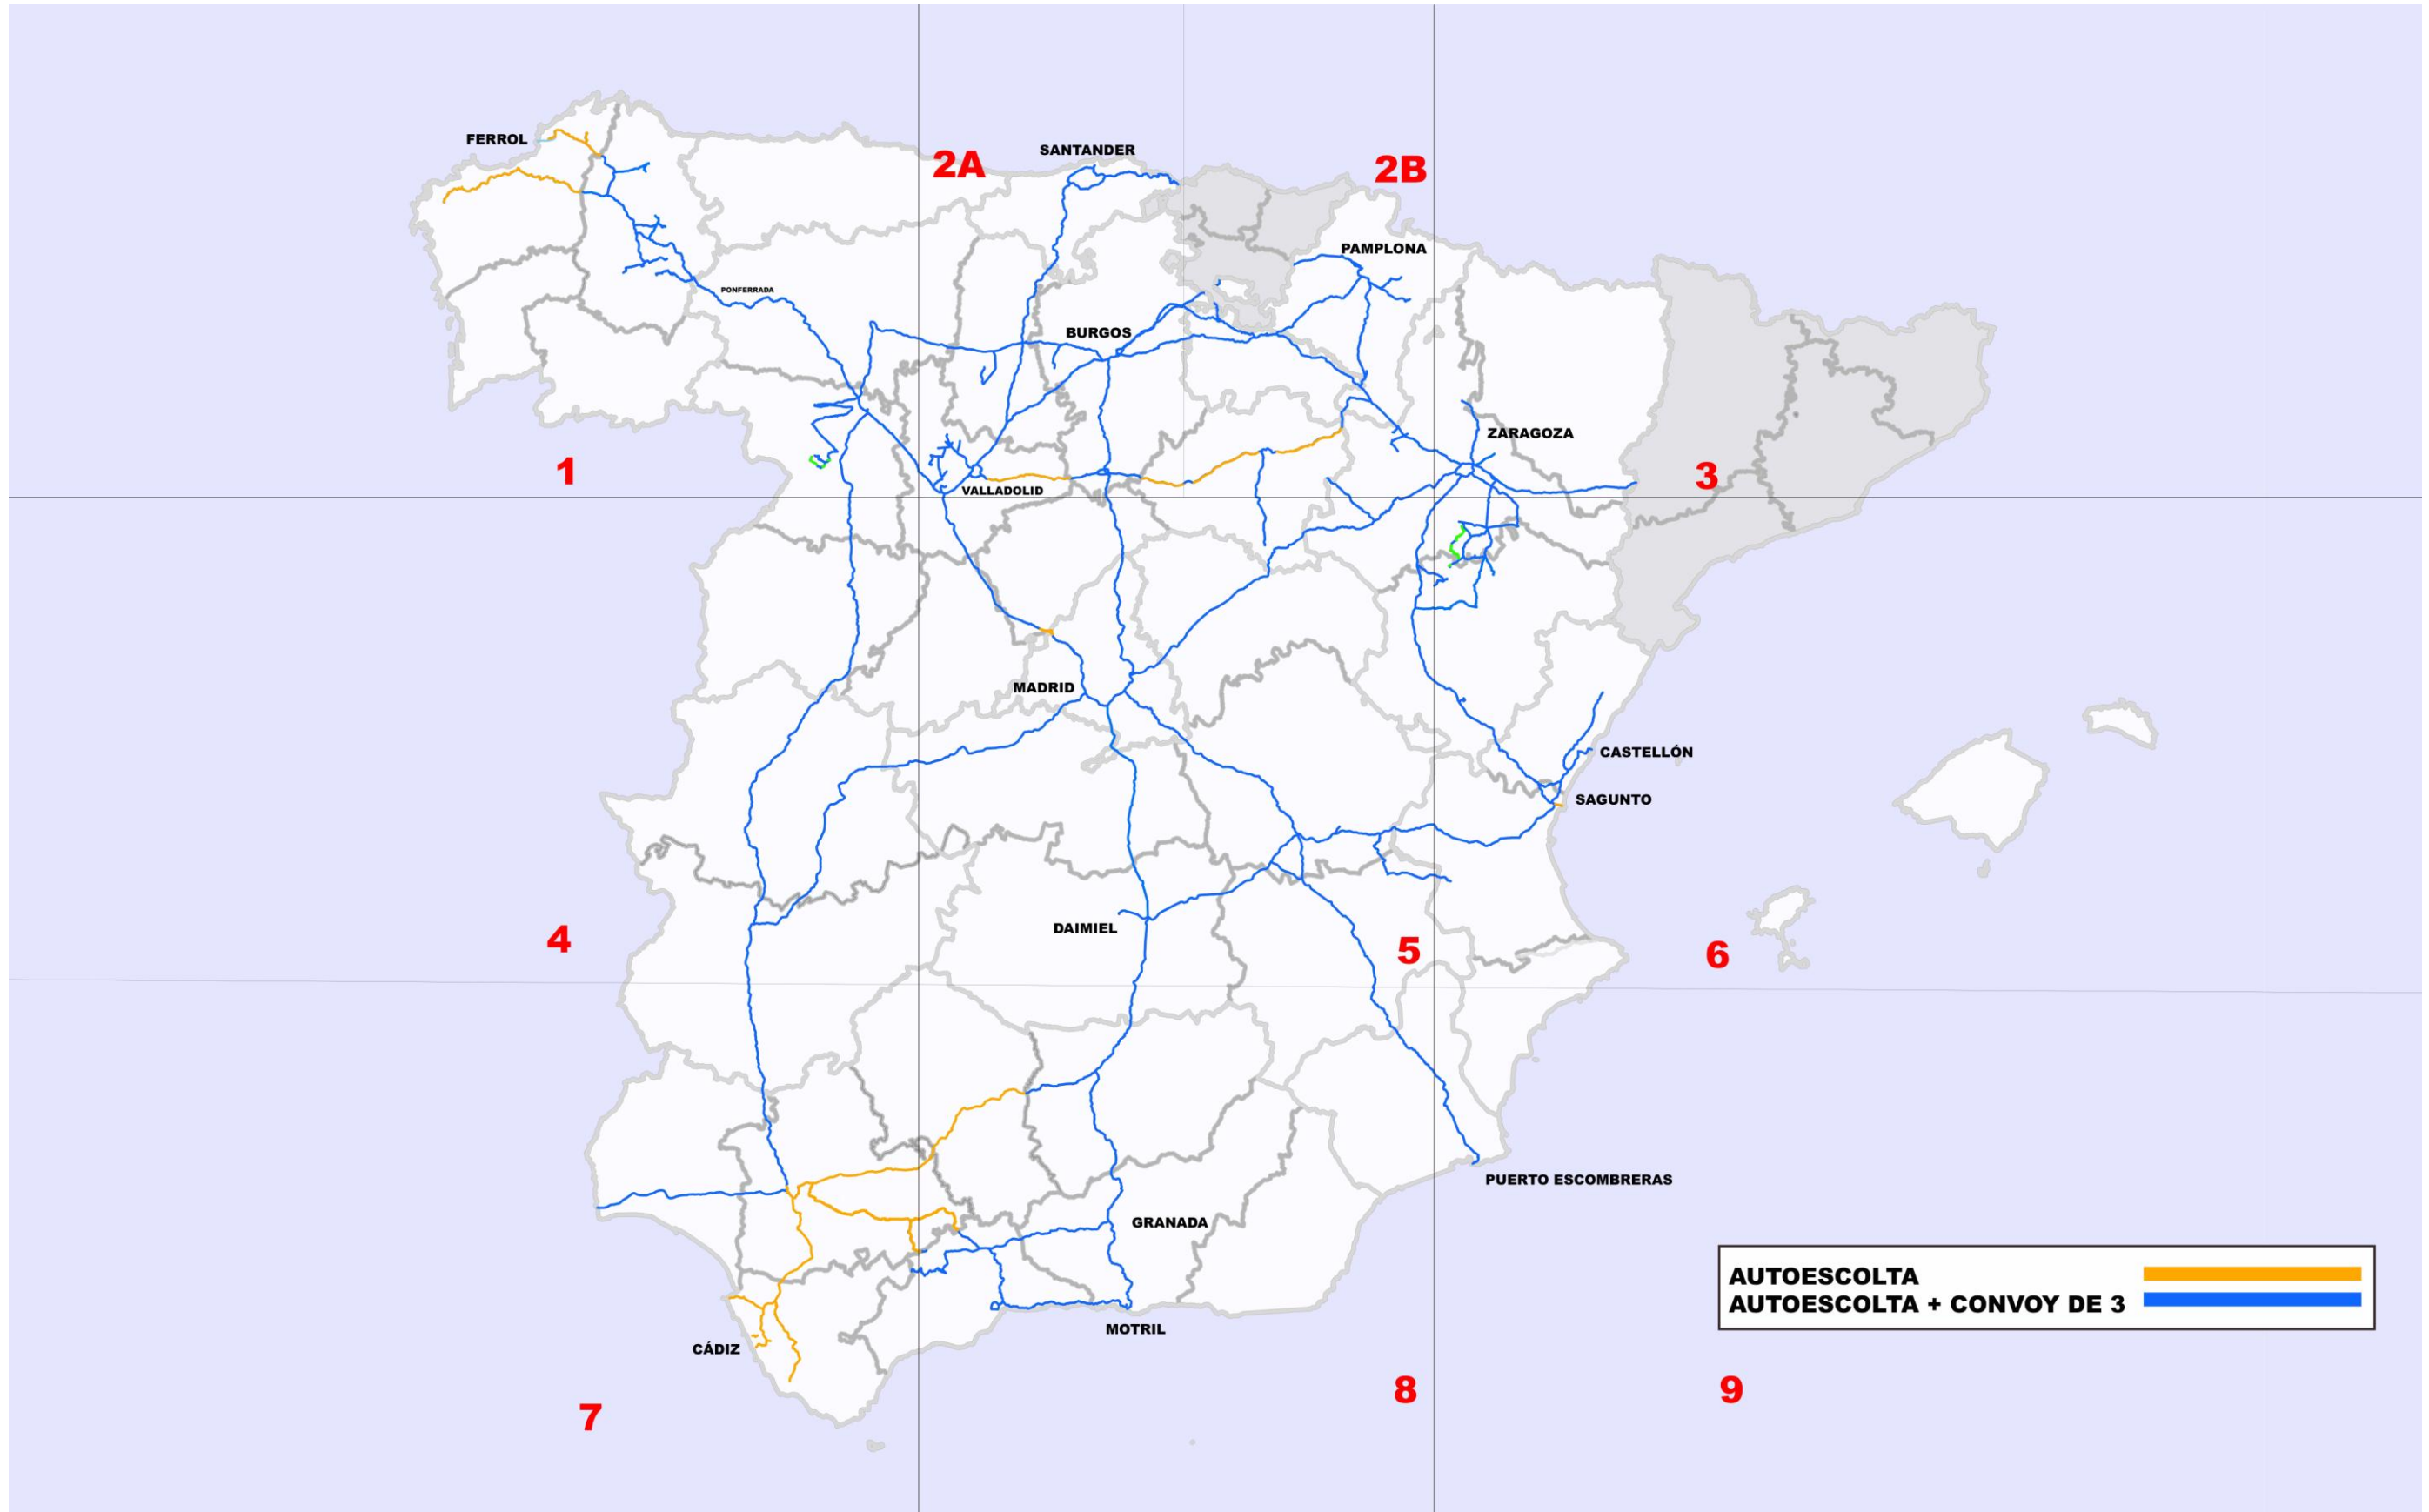 FERROL
SANTANDER
2A
2B
PAMPLONA
PONFERRADA
BURGOS
ZARAGOZA
1
3
VALLADOLID
MADRID
CASTELLÓN
SAGUNTO
DAIMIEL
4
5
6
PUERTO ESCOMBRERAS
GRANADA
AUTOESCOLTA
AUTOESCOLTA + CONVOY DE 3
MOTRIL
CÁDIZ
7
8
9